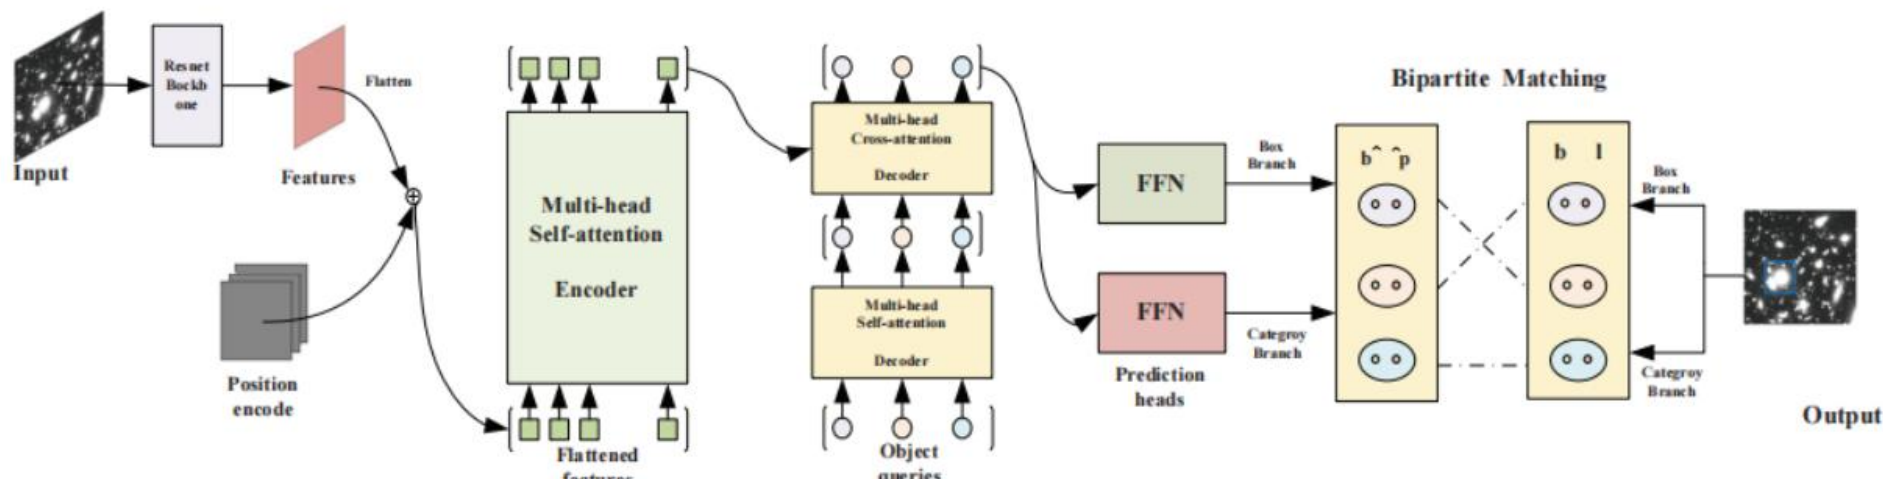 Input
Resnet
Bockb
one
Flatten
Features
Position
encode
Multi-head
Self-attention
Encoder
Flattened
features
Multi-head
Cross-attention
Decoder
Multi-head
Self-attention
Decoder
Object
queries
FFN
FFN
Prediction
heads
Box
Branch
Categroy
Branch
Bipartite Matching
b^ ^p
b l
Box
Branch
Categroy
Branch
Output